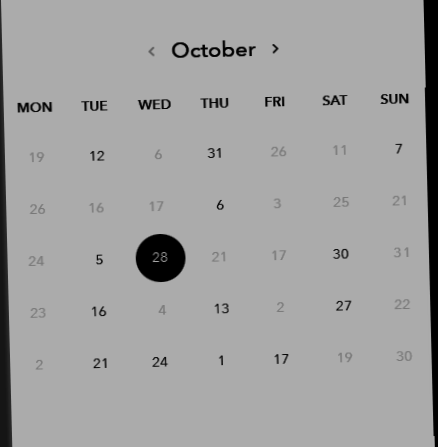 ‹ October ›
MON TUE WED THU FRI SAT SUN
19 12 6 31 26 11 7
26 16 17 6 3 25 21
24 5 28 21 17 30 31
23 16 4 13 2 27 22
2 21 24 1 17 19 30